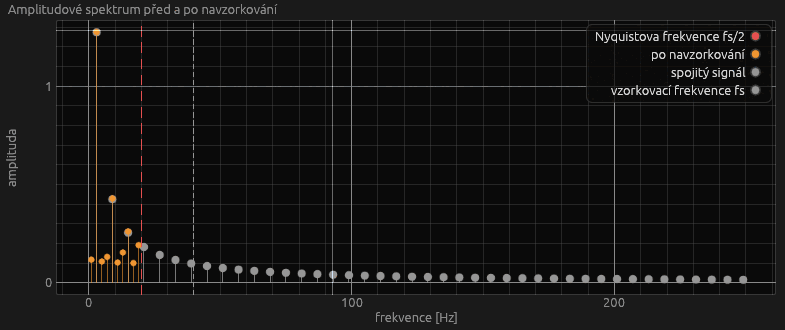 Amplitudové spektrum před a po navzorkování
Nyquistova frekvence fs/2
po navzorkování
spojitý signál
vzorkovací frekvence fs
amplituda
1
0
0
100
200
frekvence [Hz]